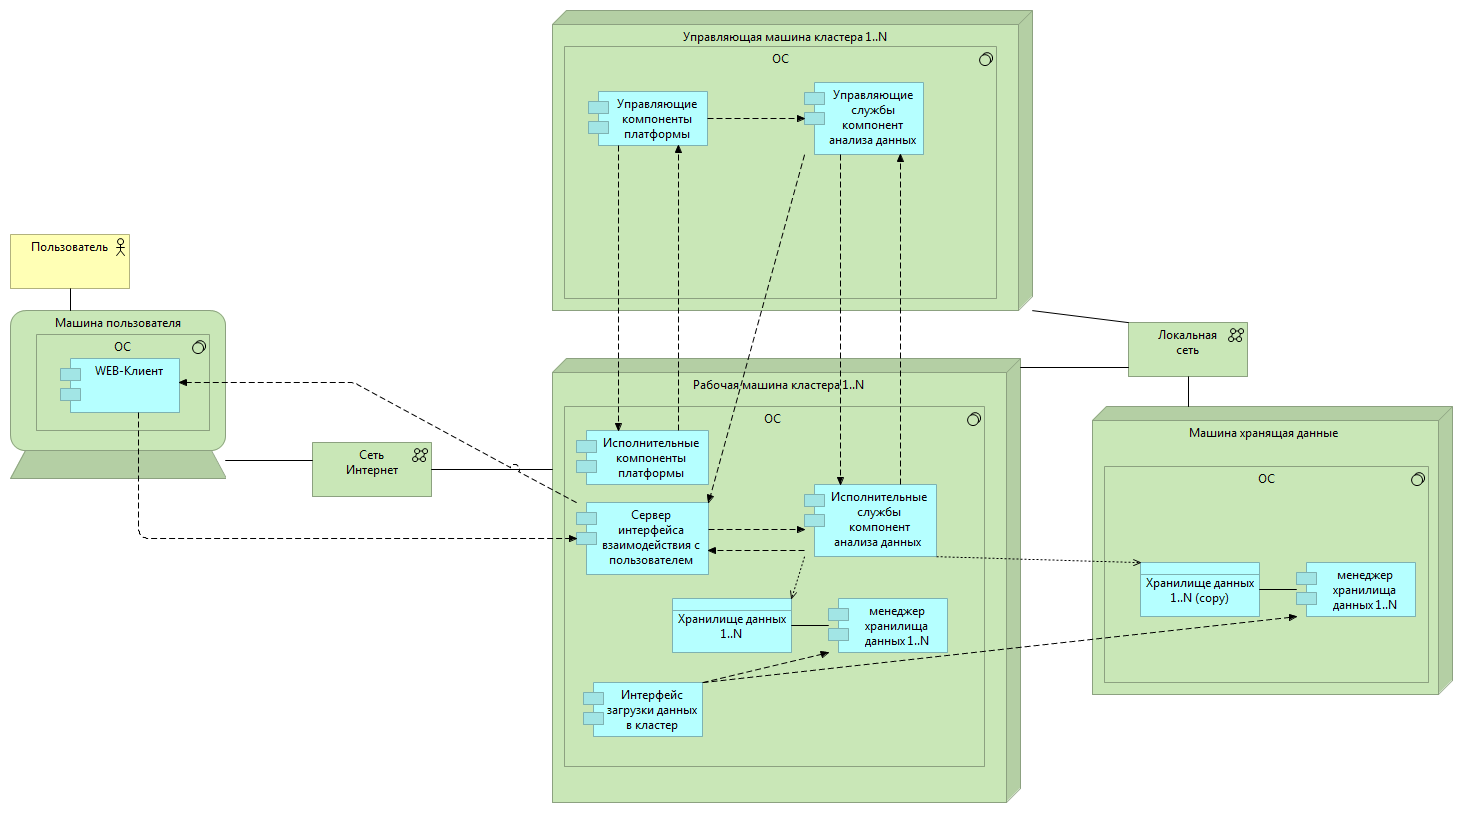 Управляющая машина кластера 1..N
ОС
Управляющие
компоненты
платформы
Управляющие
службы
компонент
анализа данных
Пользователь
Машина пользователя
ОС
WEB-Клиент
Сеть
Интернет
Локальная
сеть
Рабочая машина кластера 1..N
ОС
Исполнительные
компоненты
платформы
Сервер
интерфейса
взаимодействия с
пользователем
Исполнительные
службы
компонент
анализа данных
Хранилище данных
1..N
менеджер
хранилища
данных 1..N
Интерфейс
загрузки данных
в кластер
Машина хранящая данные
ОС
Хранилище данных
1..N (copy)
менеджер
хранилища
данных 1..N